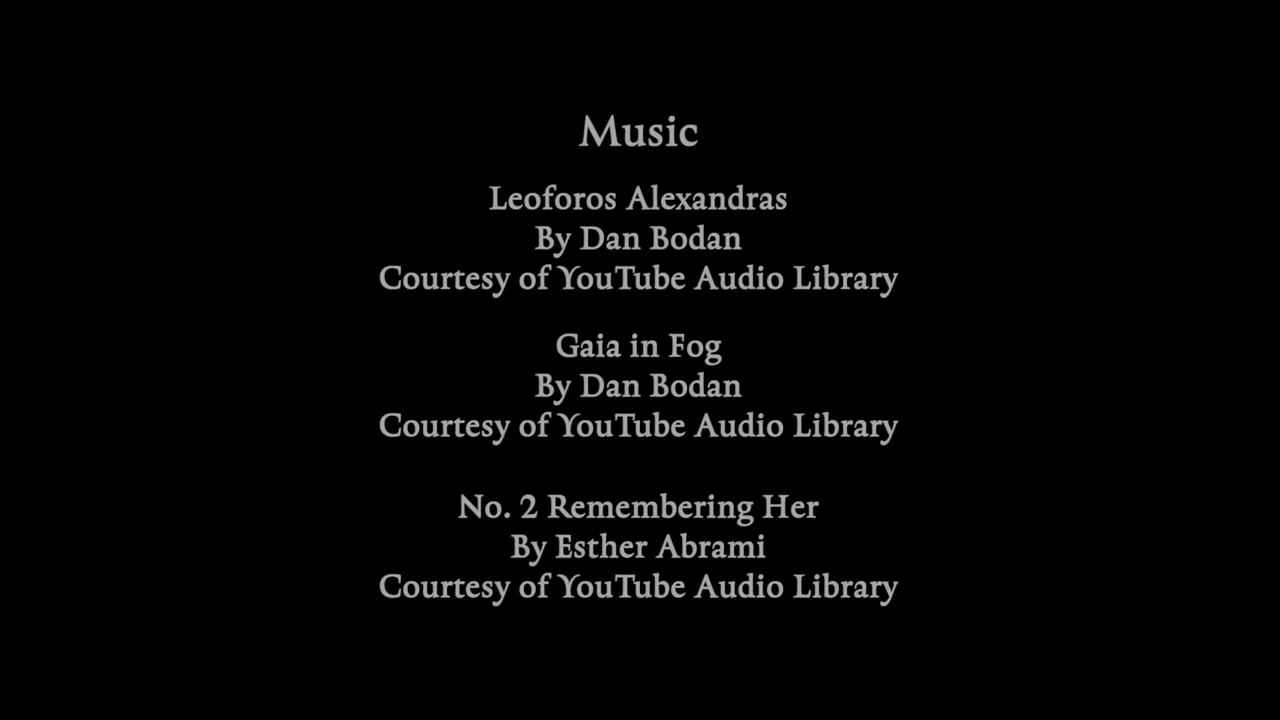 Music
Leoforos Alexandras
By Dan Bodan
Courtesy of YouTube Audio Library
Gaia in Fog
By Dan Bodan
Courtesy of YouTube Audio Library
No. 2 Remembering Her
By Esther Abrami
Courtesy of YouTube Audio Library